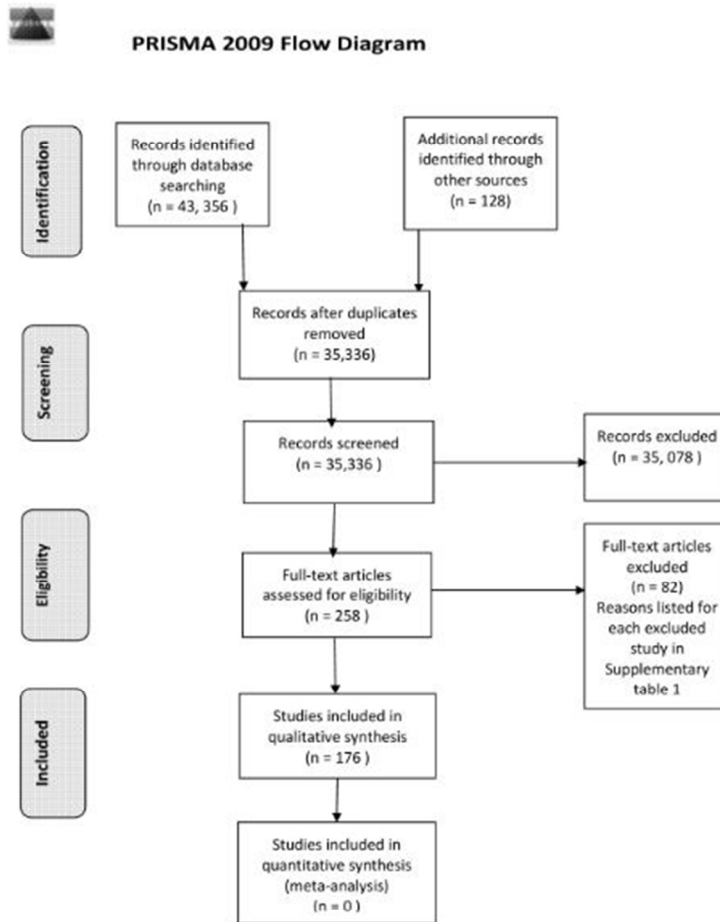 PRISMA 2009 Flow Diagram
Identification
Records identified
through database
searching
(n = 43, 356 )
Additional records
identified through
other sources
(n = 128)
Screening
Records after duplicates
removed
(n = 35,336)
Records screened
(n = 35,336 )
Records excluded
(n = 35, 078 )
Eligibility
Full-text articles
assessed for eligibility
(n = 258 )
Full-text articles
excluded
(n = 82)
Reasons listed for
each excluded
study in
Supplementary
table 1
Included
Studies included in
qualitative synthesis
(n = 176 )
Studies included in
quantitative synthesis
(meta-analysis)
(n = 0 )